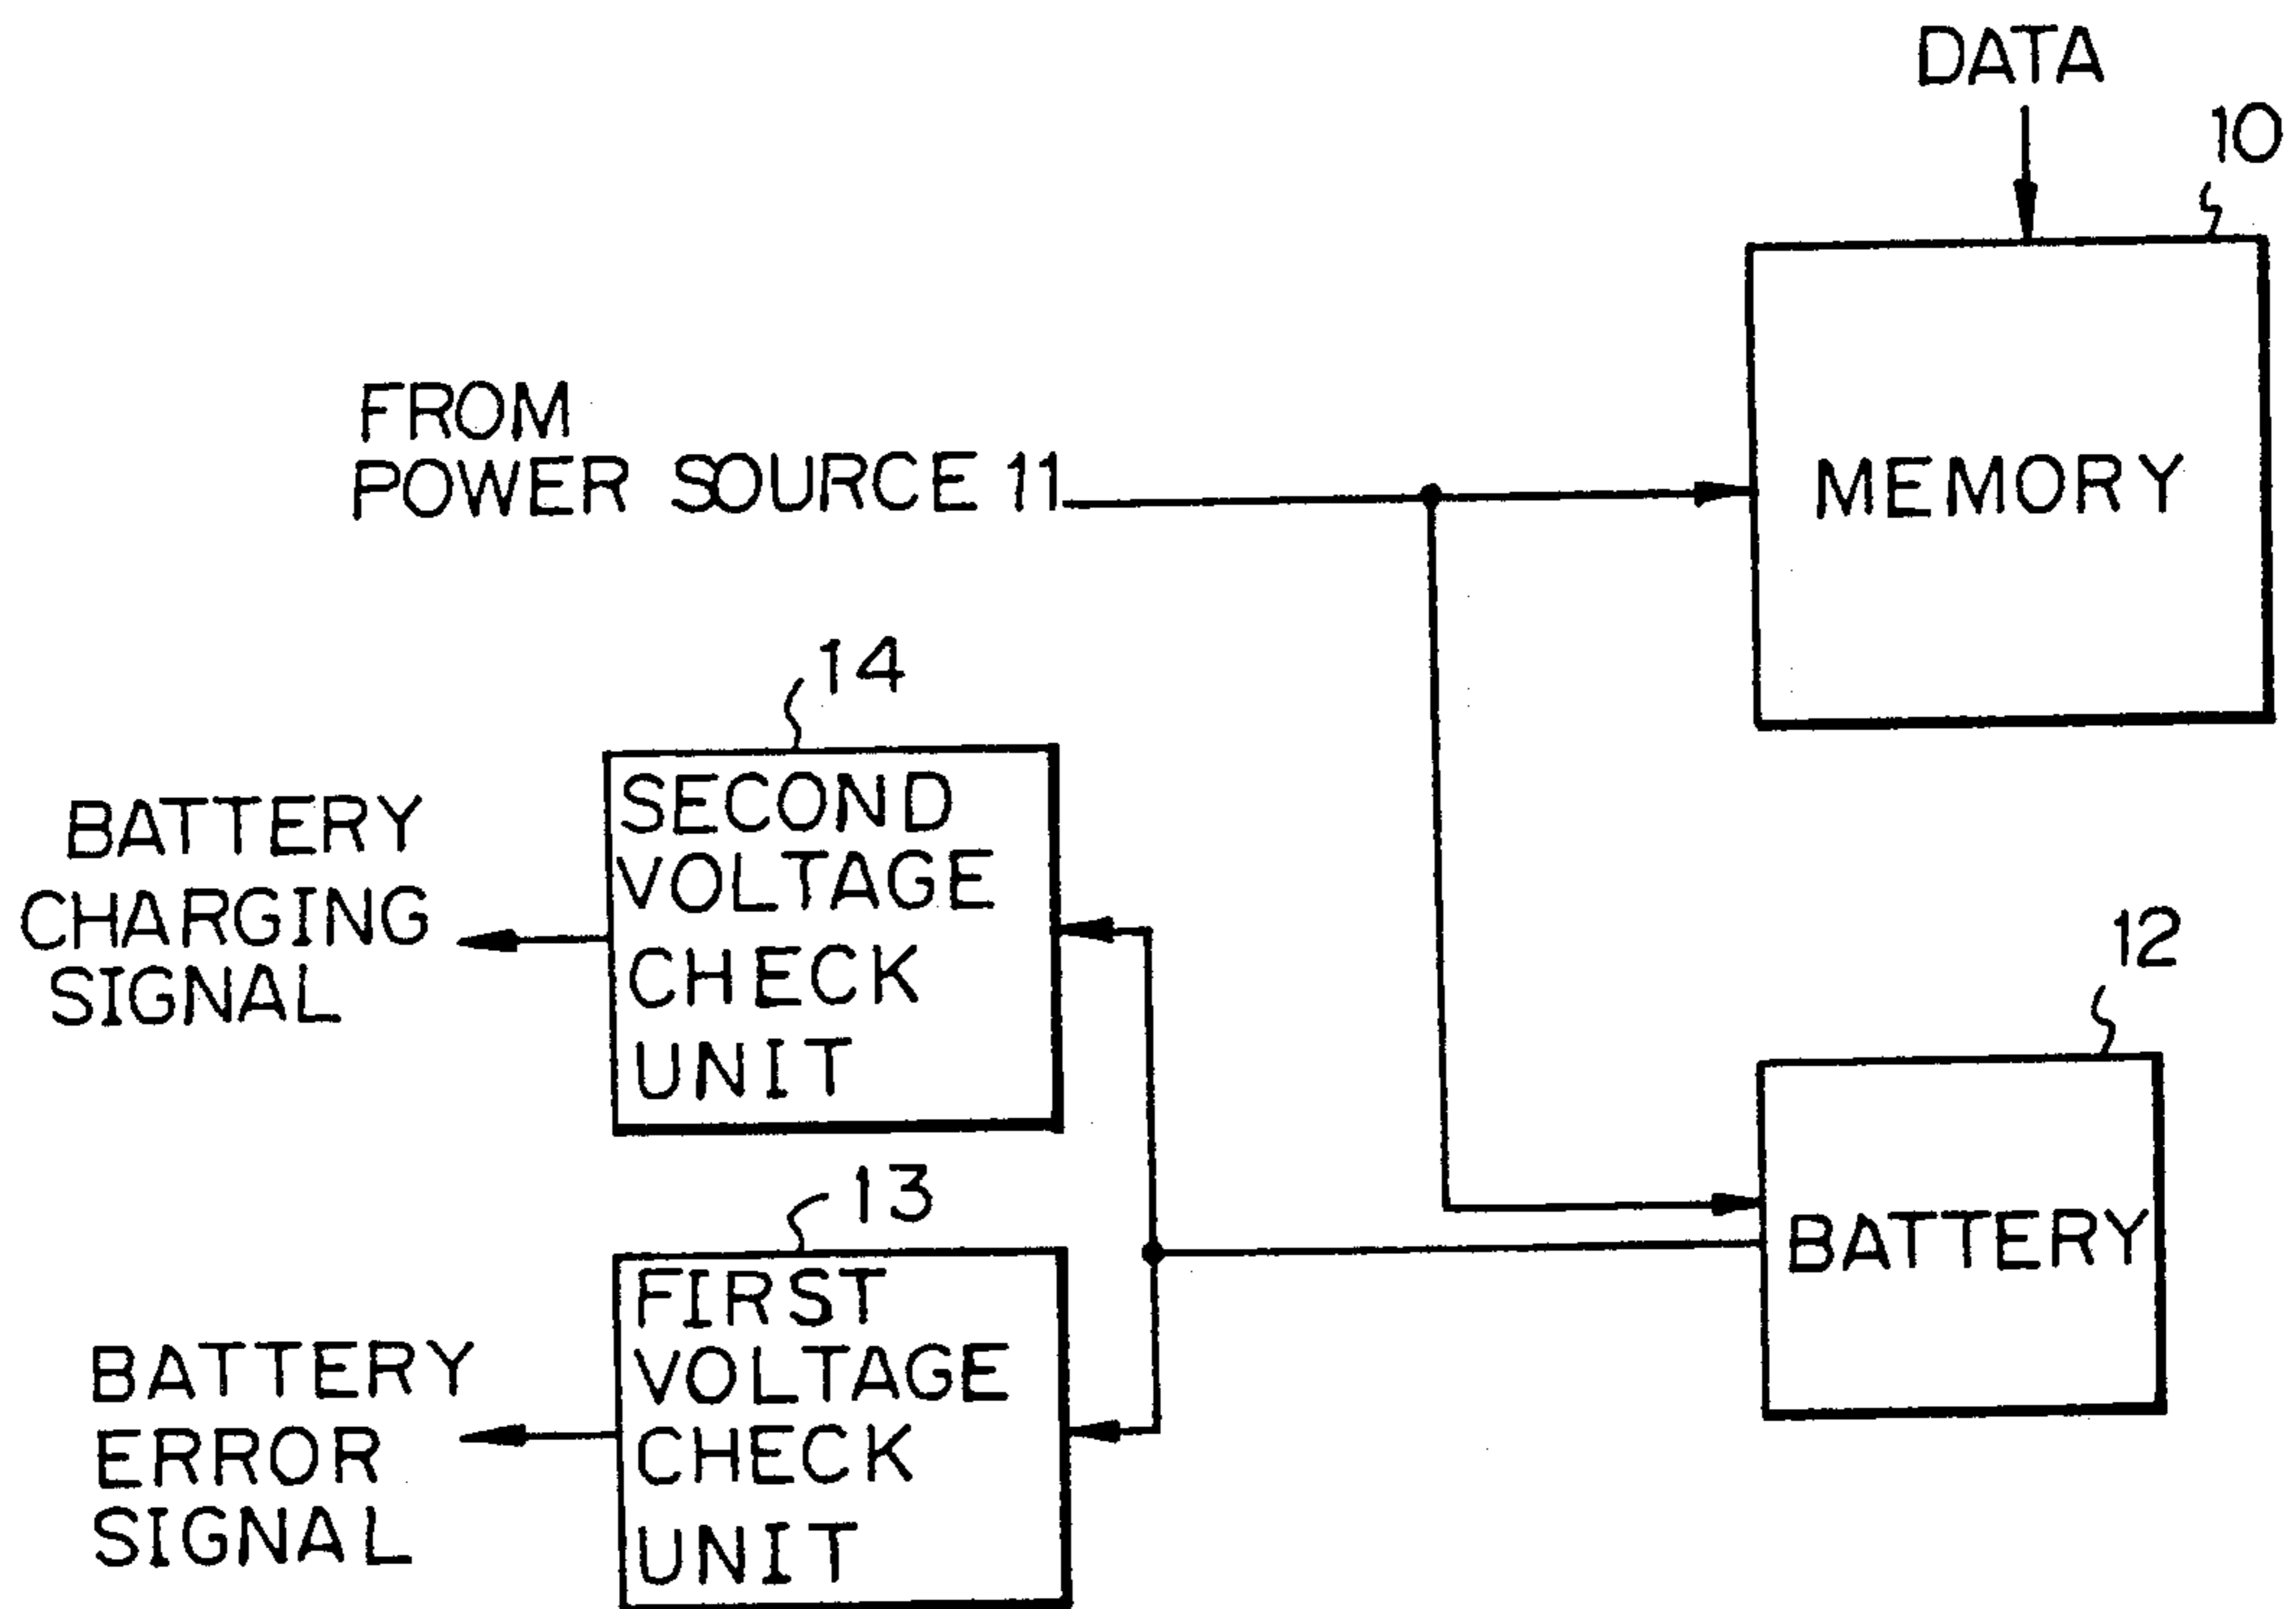 DATA
10
FROM
POWER SOURCE 11
MEMORY
14
SECOND
VOLTAGE
CHECK
UNIT
BATTERY
CHARGING
SIGNAL
12
BATTERY
13
FIRST
VOLTAGE
CHECK
UNIT
BATTERY
ERROR
SIGNAL